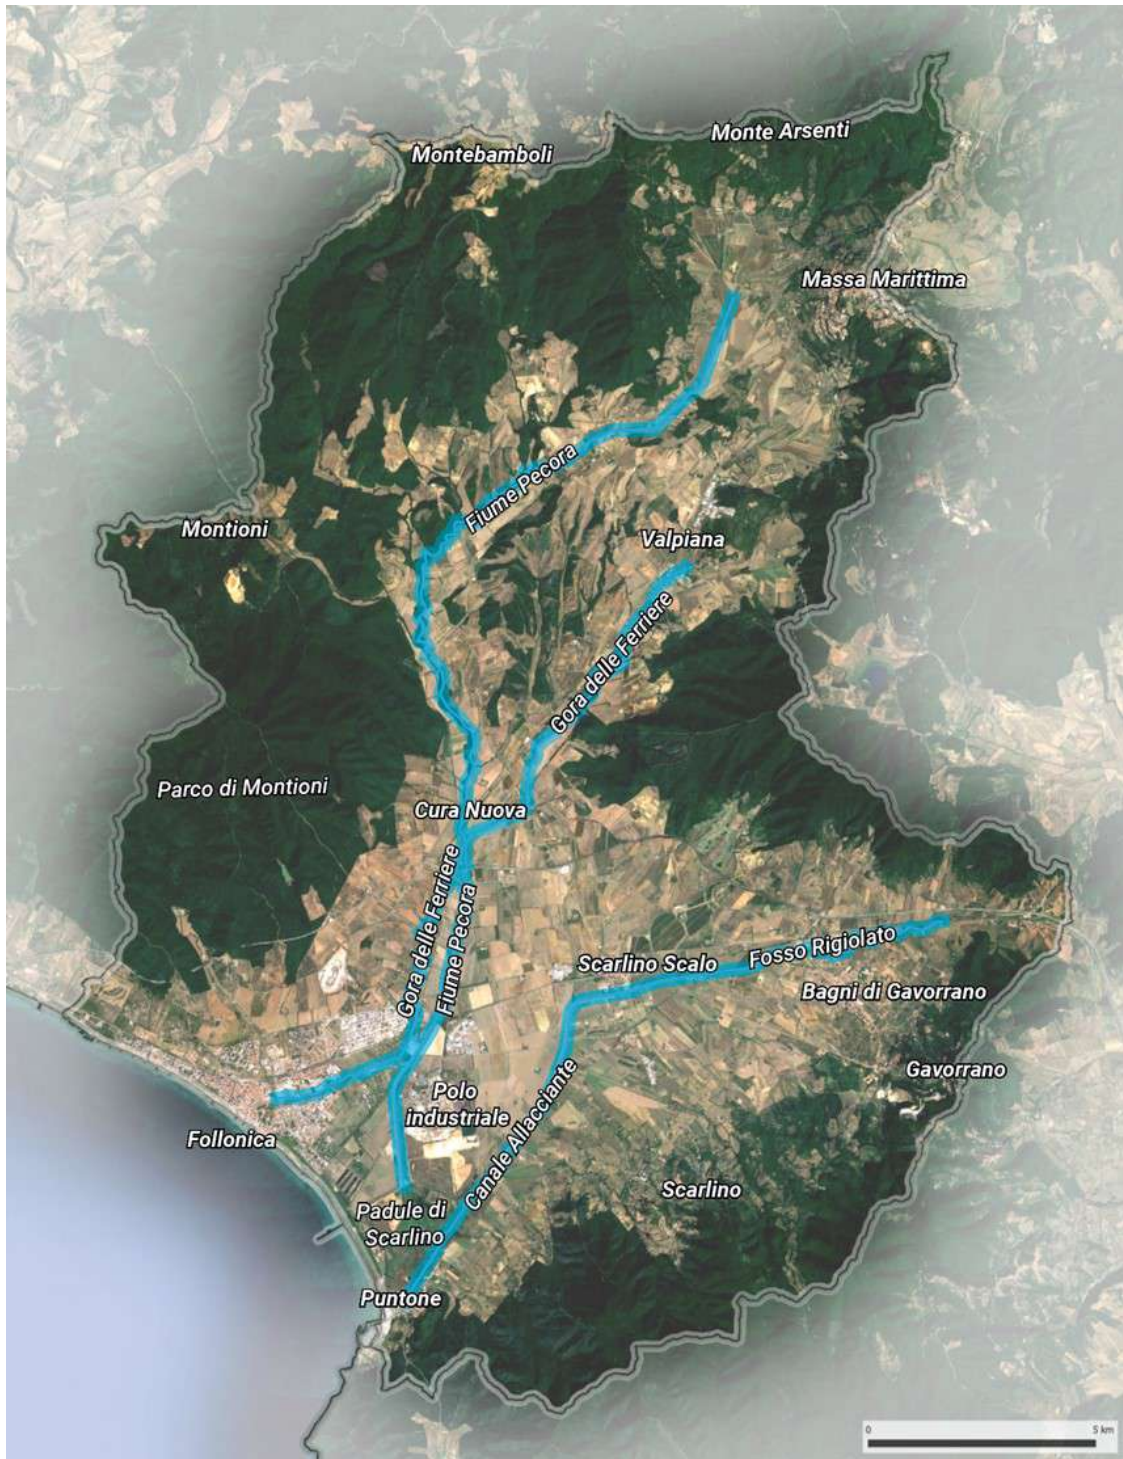 Monte Arsenti
Montebamboli
Massa Marittima
Fiume Pecora
Montioni
Valpiana
Gora delle Ferriere
Parco di Montioni
Cura Nuova
Gora delle Ferriere
Fiume Pecora
Fosso Rigiolato
Scarlino Scalo
Bagni di Gavorrano
Gavorrano
Polo
industriale
Canale Allacciante
Follonica
Scarlino
Padule di
Scarlino
Puntone
0 5 km